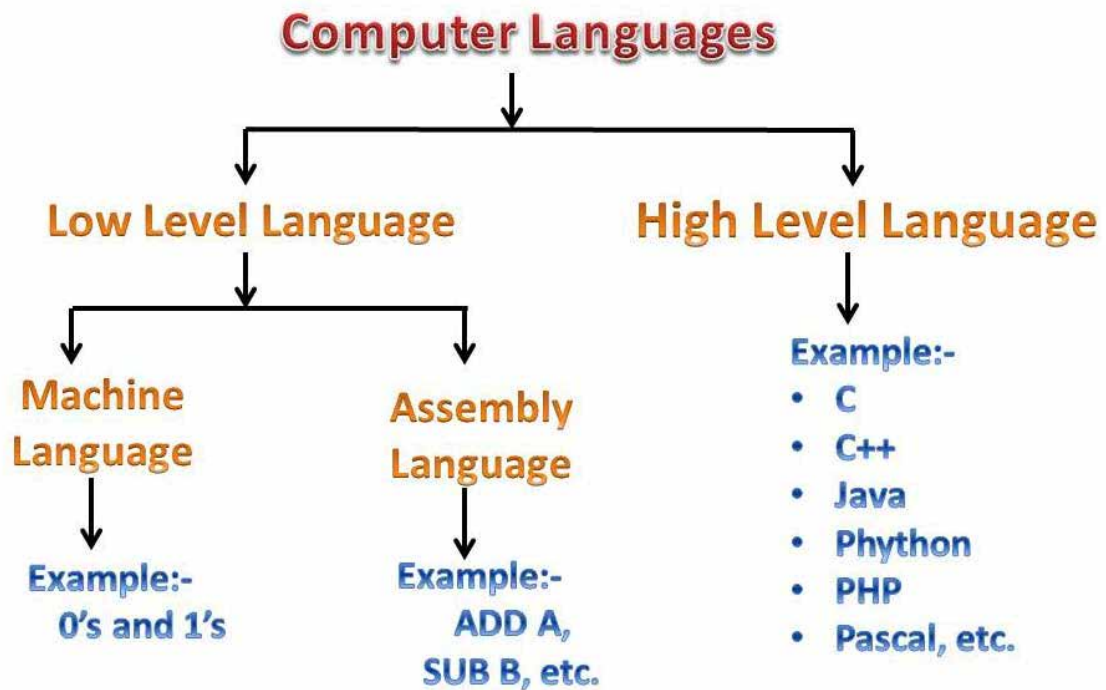 Computer Languages
Low Level Language
High Level Language
Machine
Language
Assembly
Language
Example:-
0's and 1's
Example:-
ADD A,
SUB B, etc.
Example:-
• C
• C++
• Java
• Phython
• PHP
• Pascal, etc.